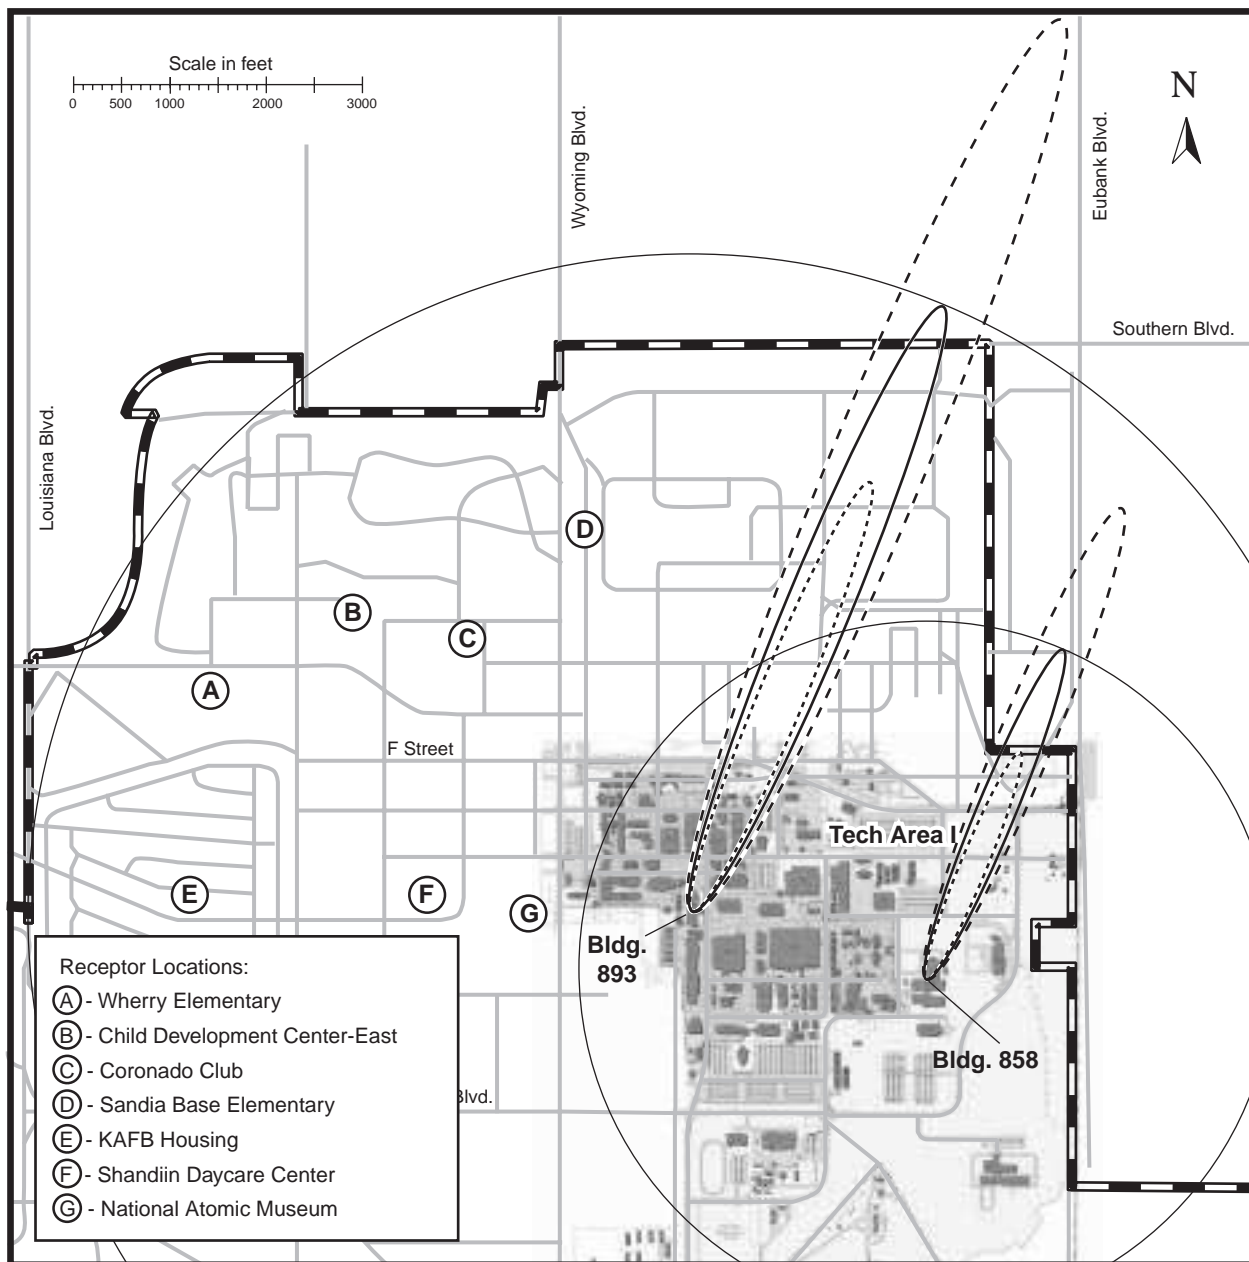 Scale in feet
0 500 1000 2000 3000
N
Wyoming Blvd.
Eubank Blvd.
Southern Blvd.
Louisiana Blvd.
D
B
C
A
F Street
Tech Area I
E
F
G
Bldg.
893
Bldg. 858
Blvd.
Receptor Locations:
A - Wherry Elementary
B - Child Development Center-East
C - Coronado Club
D - Sandia Base Elementary
E - KAFB Housing
F - Shandiin Daycare Center
G - National Atomic Museum